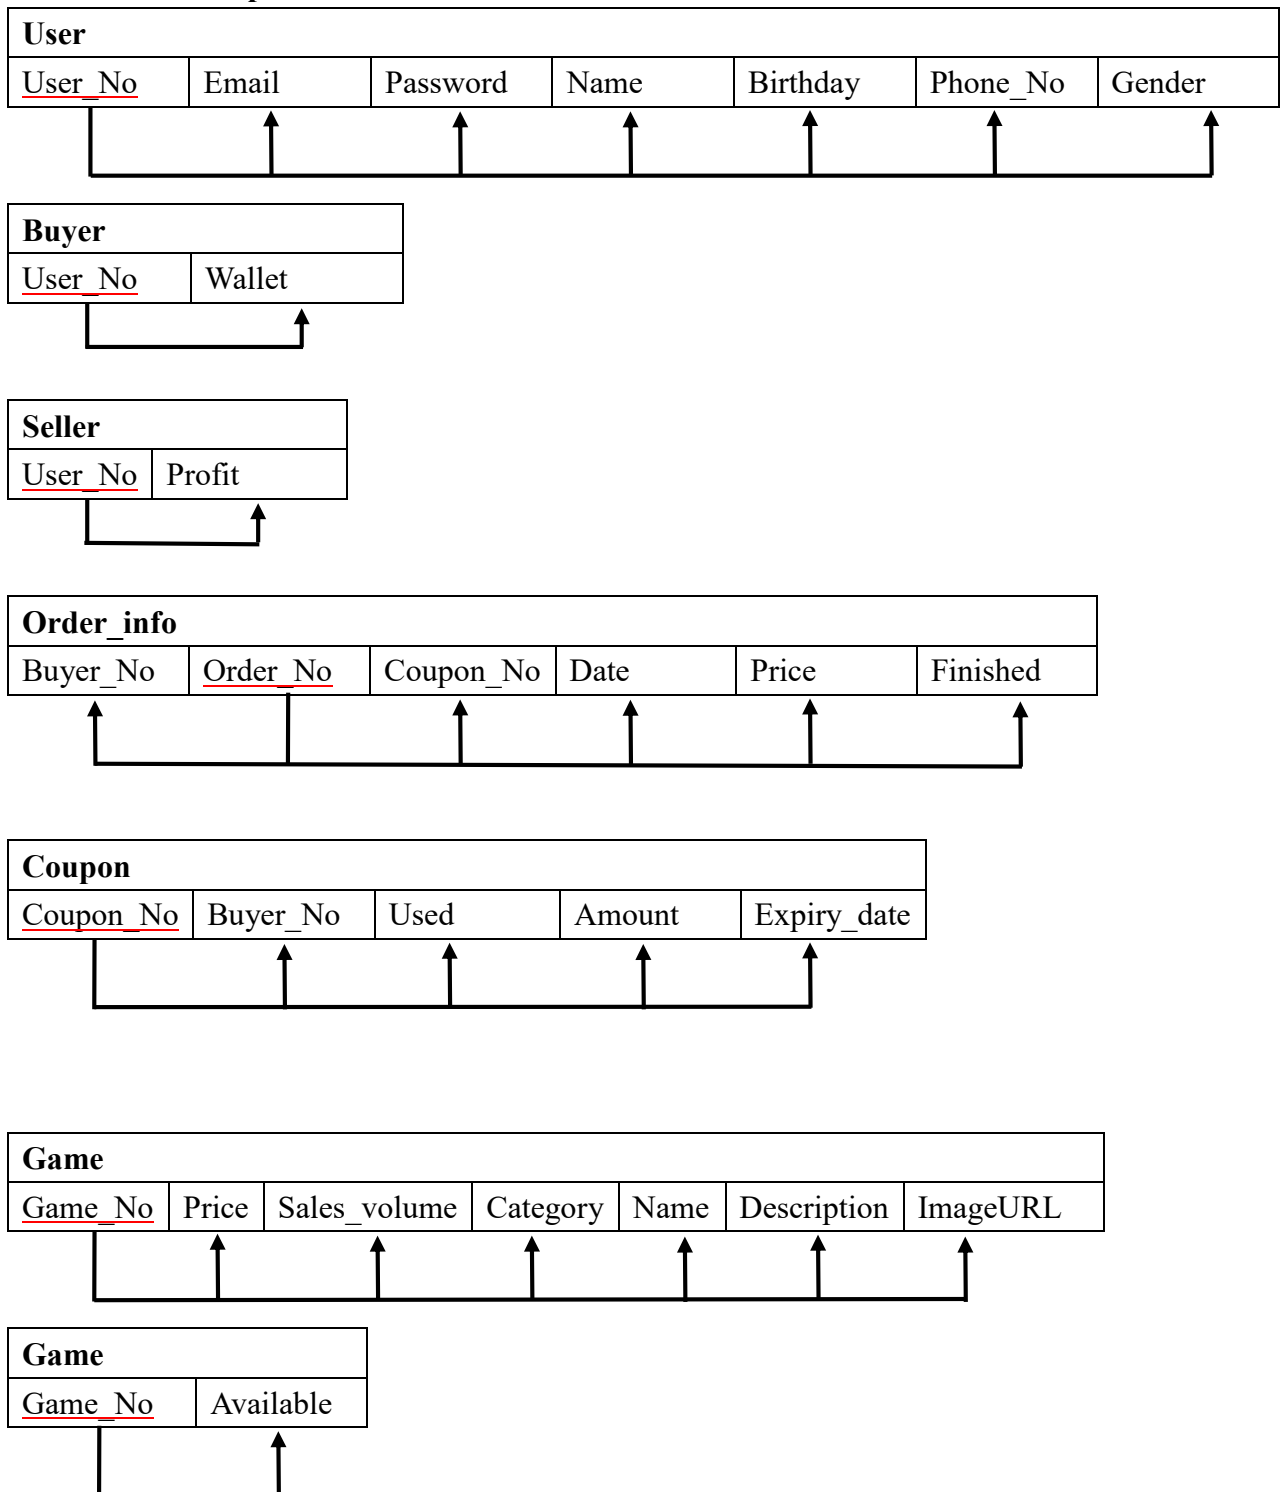 User
User_No Email Password Name Birthday Phone_No Gender
Buyer
User_No Wallet
Seller
User_No Profit
Order_info
Buyer_No Order_No Coupon_No Date Price Finished
Coupon
Coupon_No Buyer_No Used Amount Expiry_date
Game
Game_No Price Sales_volume Category Name Description ImageURL
Game
Game_No Available